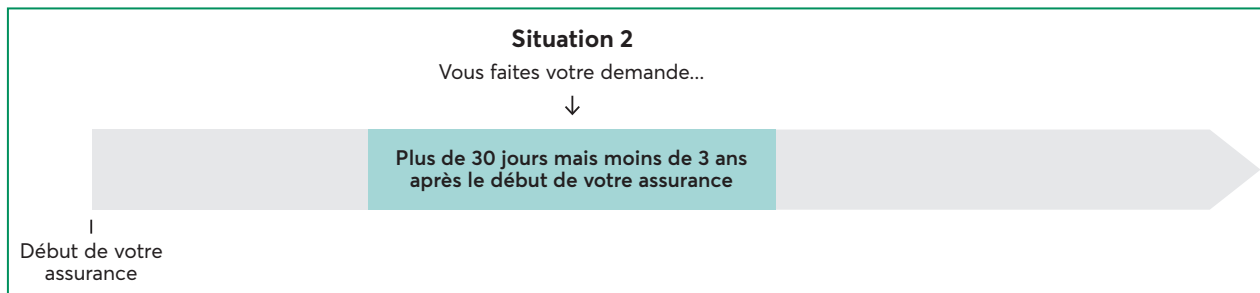 Situation 2
Vous faites votre demande...
Plus de 30 jours mais moins de 3 ans
après le début de votre assurance
Début de votre
assurance